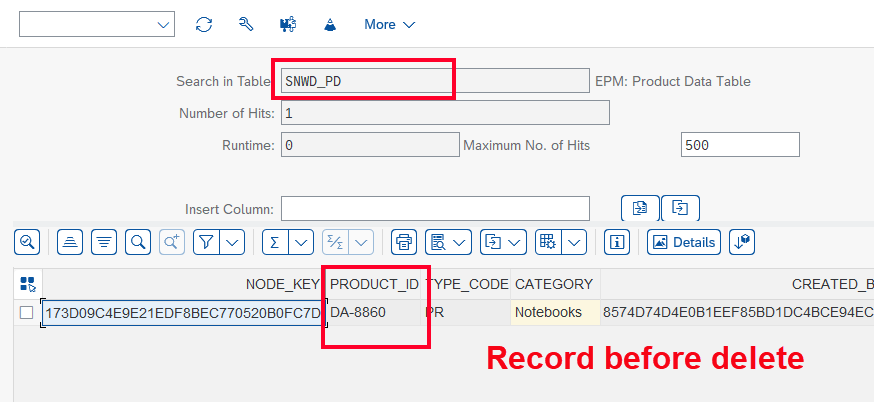 More
Search in Table SNWD_PD EPM: Product Data Table
Number of Hits: 1
Runtime: 0 Maximum No. of Hits 500
Insert Column:
Σ Σ/Σ Details
NODE_KEY PRODUCT_ID TYPE_CODE CATEGORY CREATED_B
173D09C4E9E21EDF8BEC770520B0FC7D DA-8860 PR Notebooks 8574D74D4E0B1EEF85BD1DC4BCE94EC
Record before delete